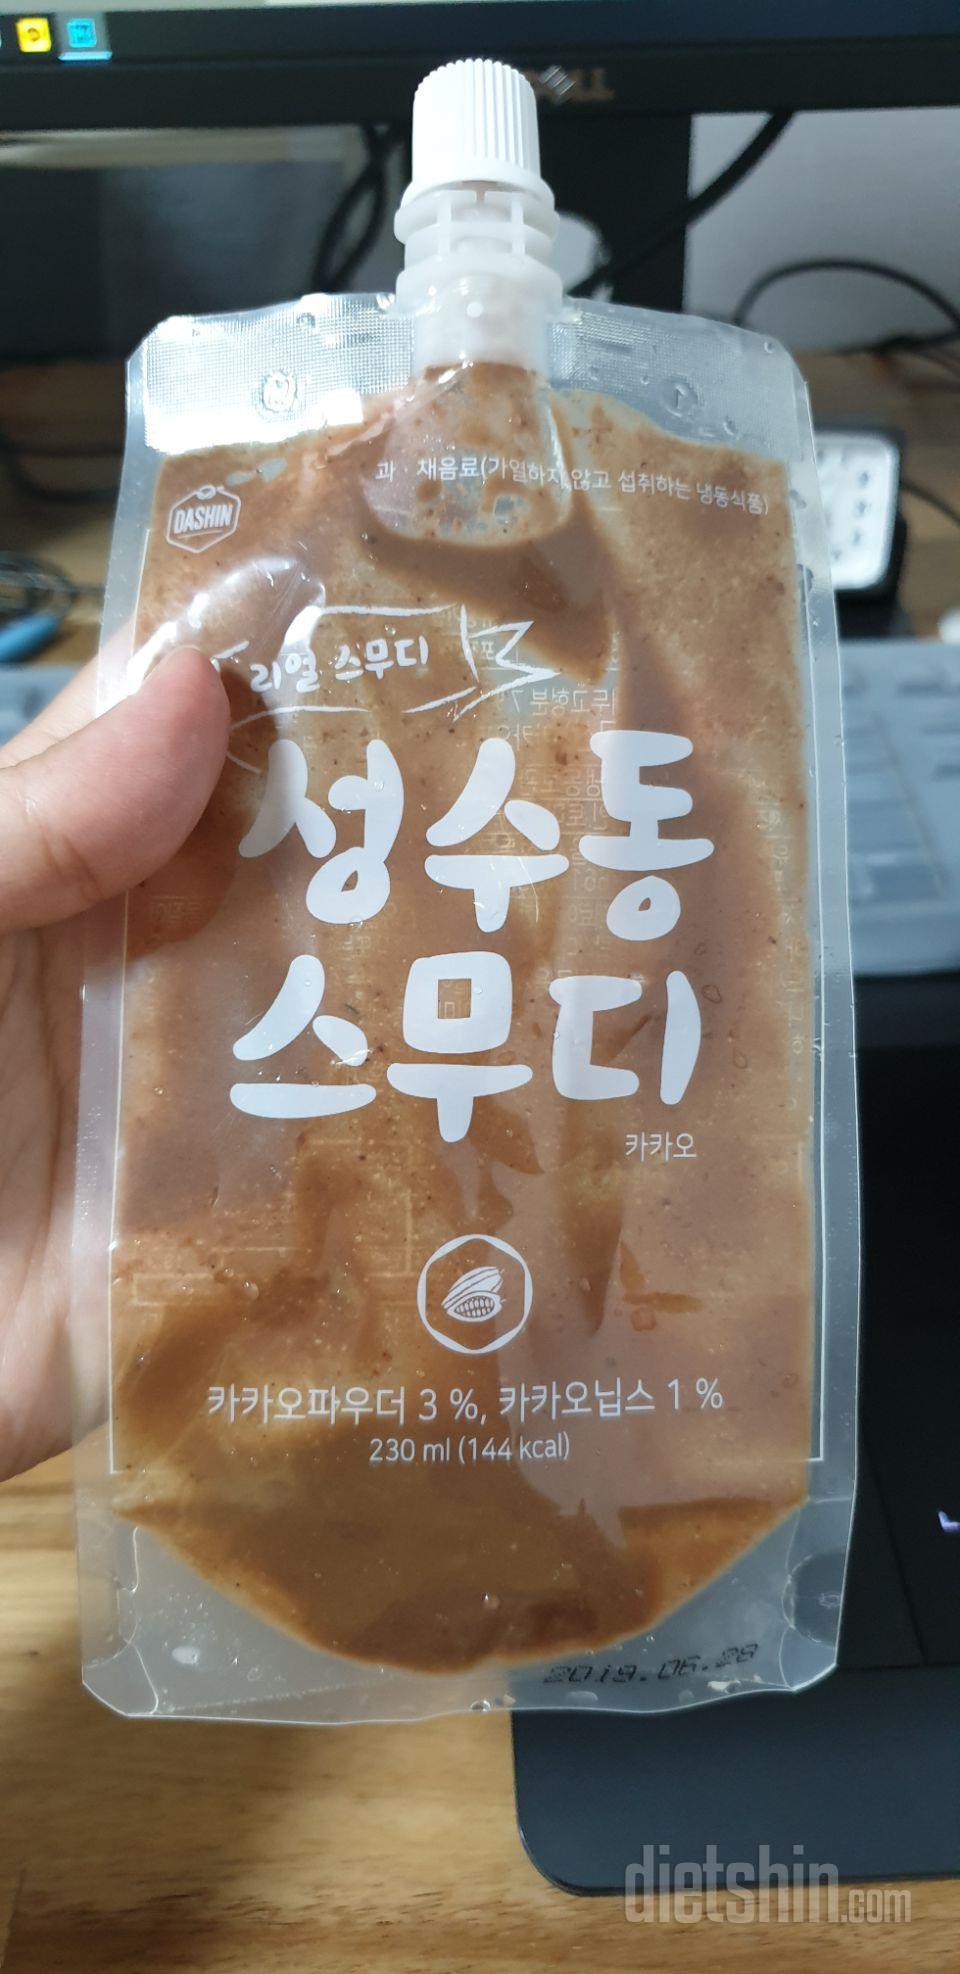 DELL
과·채음료(가열하지 않고 섭취하는 냉동식품)
DASHIN
리얼 스무디
성수동
스무디
카카오
카카오파우더 3 %, 카카오닙스 1 %
230 ml (144 kcal)
2019.06.28
dietshin.com